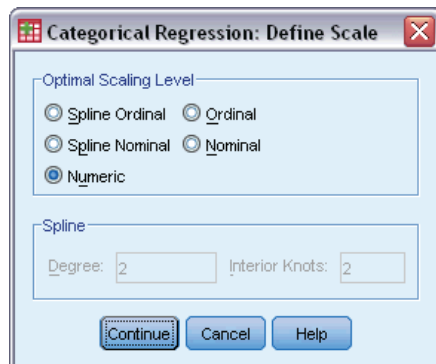 Categorical Regression: Define Scale
Optimal Scaling Level
Spline Ordinal Ordinal
Spline Nominal Nominal
Numeric
Spline
Degree: 2 Interior Knots: 2
Continue Cancel Help